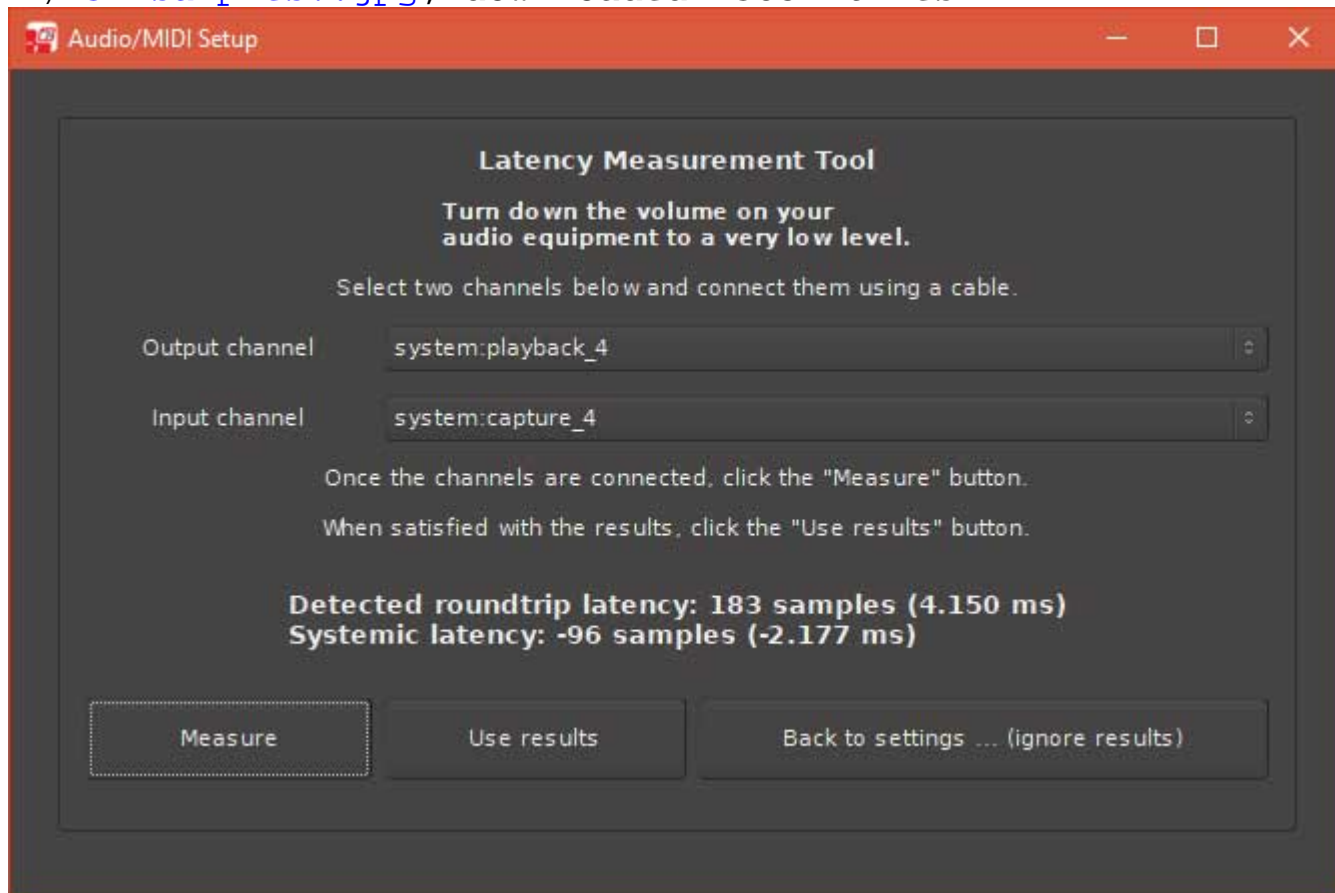 Audio/MIDI Setup
Latency Measurement Tool
Turn down the volume on your
audio equipment to a very low level.
Select two channels below and connect them using a cable.
Output channel system:playback_4
Input channel system:capture_4
Once the channels are connected, click the "Measure" button.
When satisfied with the results, click the "Use results" button.
Detected roundtrip latency: 183 samples (4.150 ms)
Systemic latency: -96 samples (-2.177 ms)
Measure Use results Back to settings ... (ignore results)